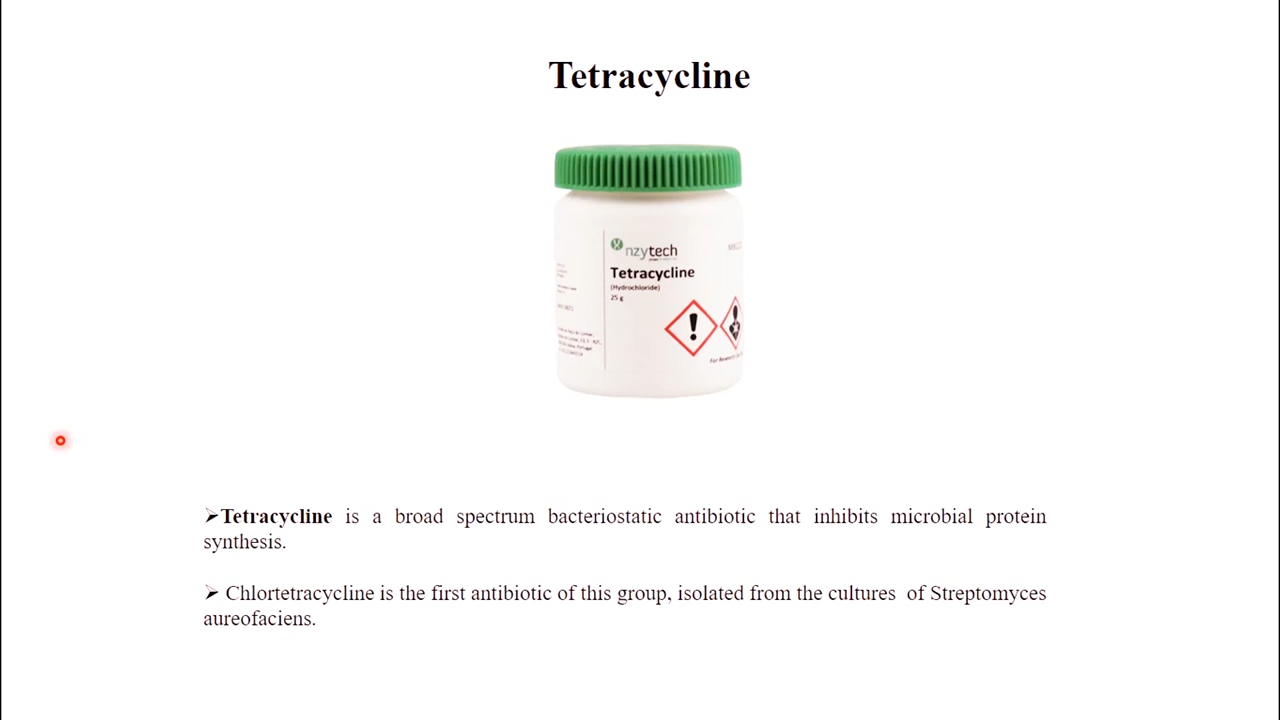 Tetracycline
nzytech
Tetracycline
(Hydrochloride)
25 g
➢Tetracycline is a broad spectrum bacteriostatic antibiotic that inhibits microbial protein
synthesis.
➢ Chlortetracycline is the first antibiotic of this group, isolated from the cultures of Streptomyces
aureofaciens.